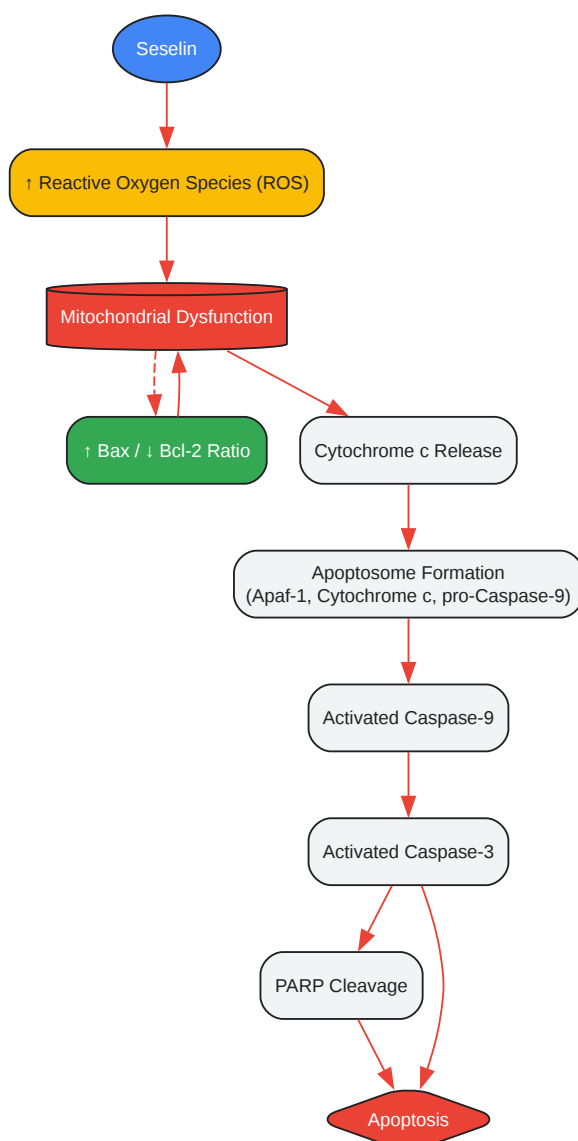 Seselin
↑ Reactive Oxygen Species (ROS)
Mitochondrial Dysfunction
↑ Bax / ↓ Bcl-2 Ratio
Cytochrome c Release
Apoptosome Formation
(Apaf-1, Cytochrome c, pro-Caspase-9)
Activated Caspase-9
Activated Caspase-3
PARP Cleavage
Apoptosis